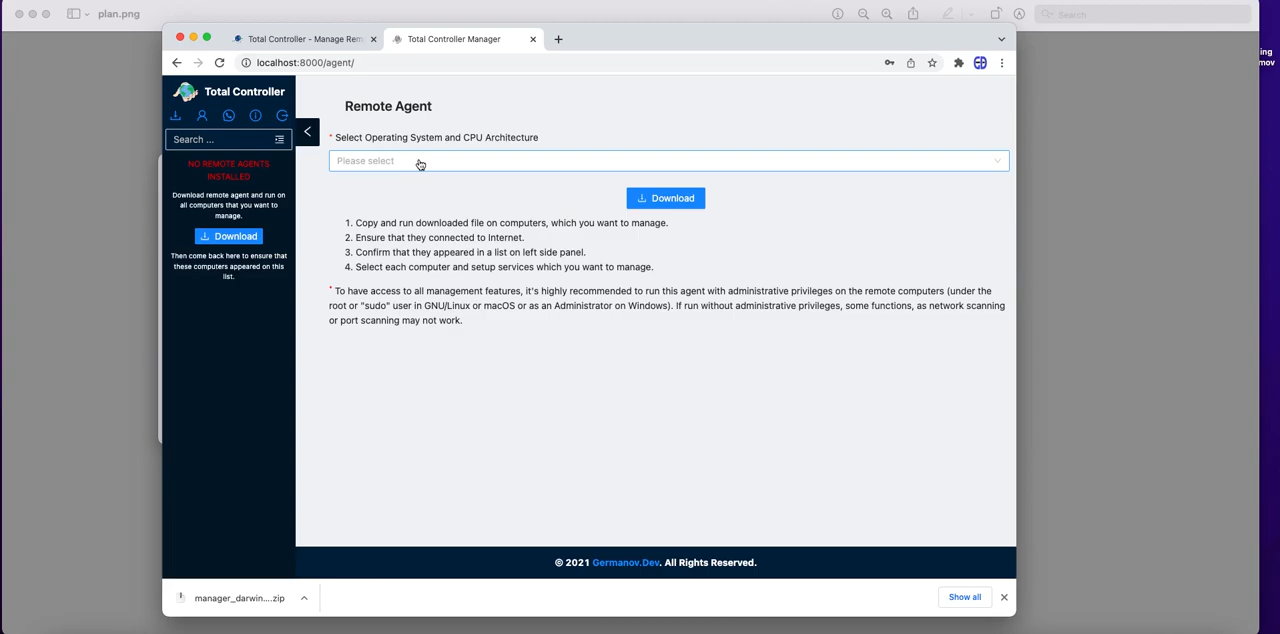 plan.png
Search
ing
mov
Total Controller - Manage Rem
Total Controller Manager
localhost:8000/agent/
Total Controller
Search ...
NO REMOTE AGENTS
INSTALLED
Download remote agent and run on
all computers that you want to
manage.
Download
Then come back here to ensure that
these computers appeared on this
list.
Remote Agent
* Select Operating System and CPU Architecture
Please select
Download
1. Copy and run downloaded file on computers, which you want to manage.
2. Ensure that they connected to Internet.
3. Confirm that they appeared in a list on left side panel.
4. Select each computer and setup services which you want to manage.
* To have access to all management features, it's highly recommended to run this agent with administrative privileges on the remote computers (under the
root or "sudo" user in GNU/Linux or macOS or as an Administrator on Windows). If run without administrative privileges, some functions, as network scanning
or port scanning may not work.
© 2021 Germanov.Dev. All Rights Reserved.
manager_darwin....zip
Show all